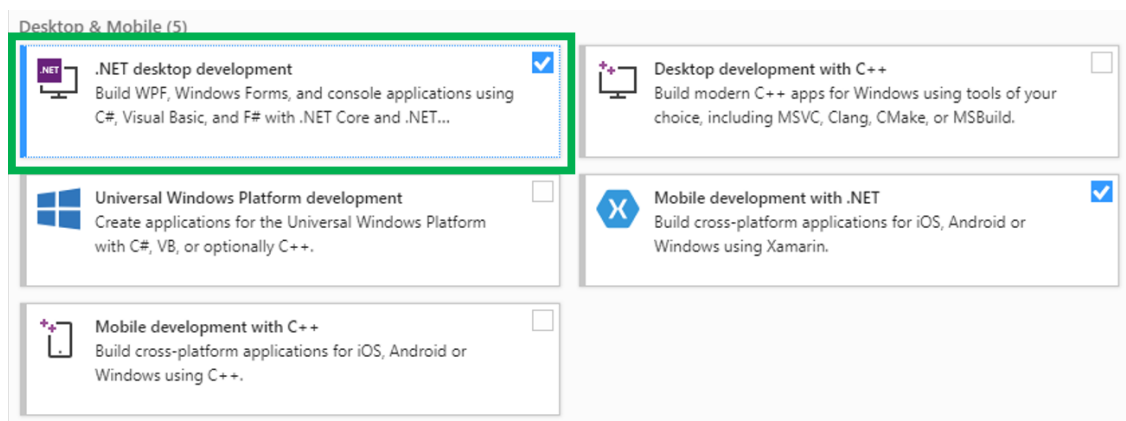 Desktop & Mobile (5)
.NET
.NET desktop development
Build WPF, Windows Forms, and console applications using
C#, Visual Basic, and F# with .NET Core and .NET...
Desktop development with C++
Build modern C++ apps for Windows using tools of your
choice, including MSVC, Clang, CMake, or MSBuild.
Universal Windows Platform development
Create applications for the Universal Windows Platform
with C#, VB, or optionally C++.
Mobile development with .NET
Build cross-platform applications for iOS, Android or
Windows using Xamarin.
Mobile development with C++
Build cross-platform applications for iOS, Android or
Windows using C++.